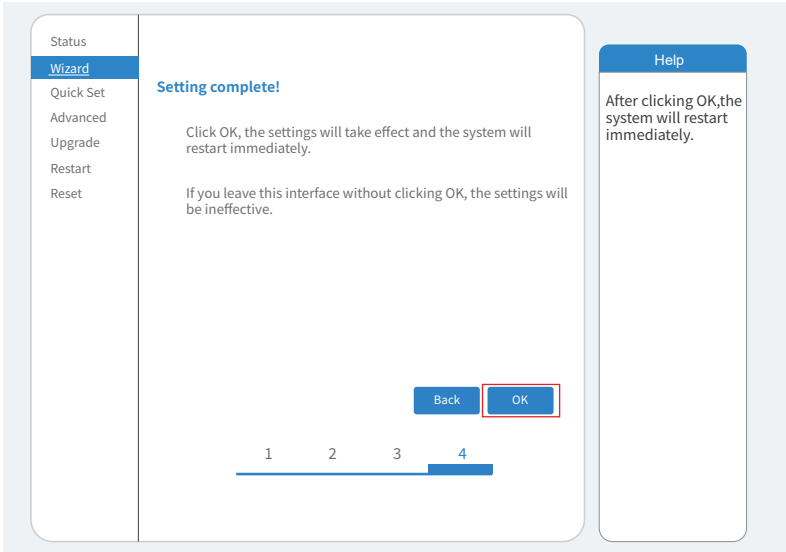 Status
Wizard
Quick Set
Advanced
Upgrade
Restart
Reset
Setting complete!
Click OK, the settings will take effect and the system will
restart immediately.
If you leave this interface without clicking OK, the settings will
be ineffective.
Back
OK
1 2 3 4
Help
After clicking OK,the
system will restart
immediately.